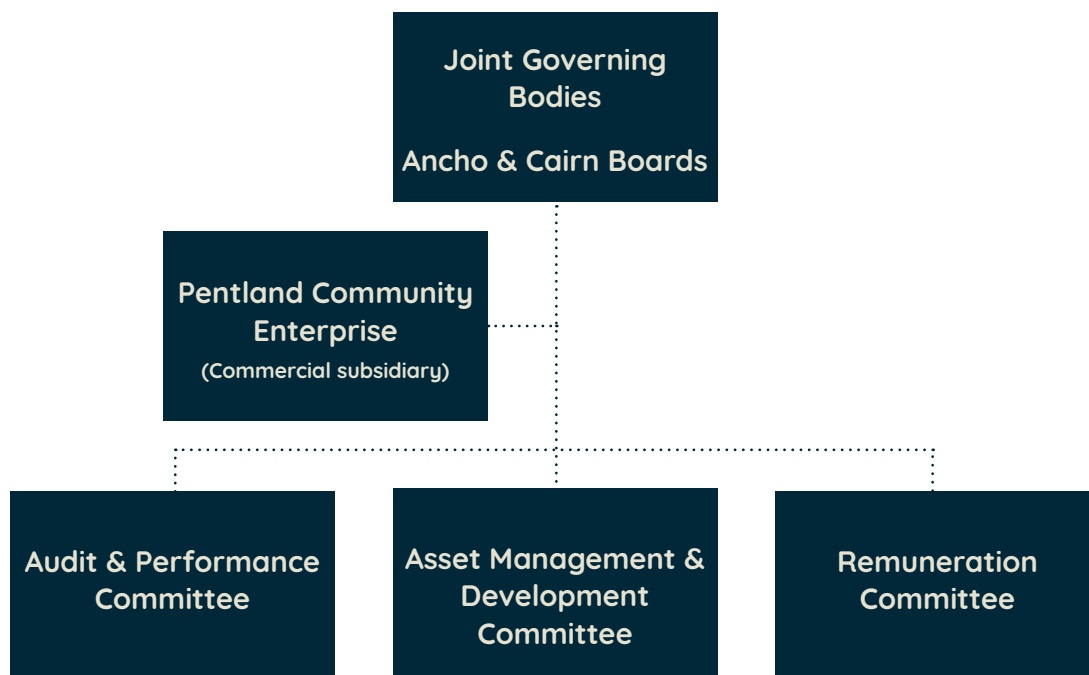 Joint Governing
Bodies
Ancho & Cairn Boards
Pentland Community
Enterprise
(Commercial subsidiary)
Audit & Performance
Committee
Asset Management &
Development
Committee
Remuneration
Committee